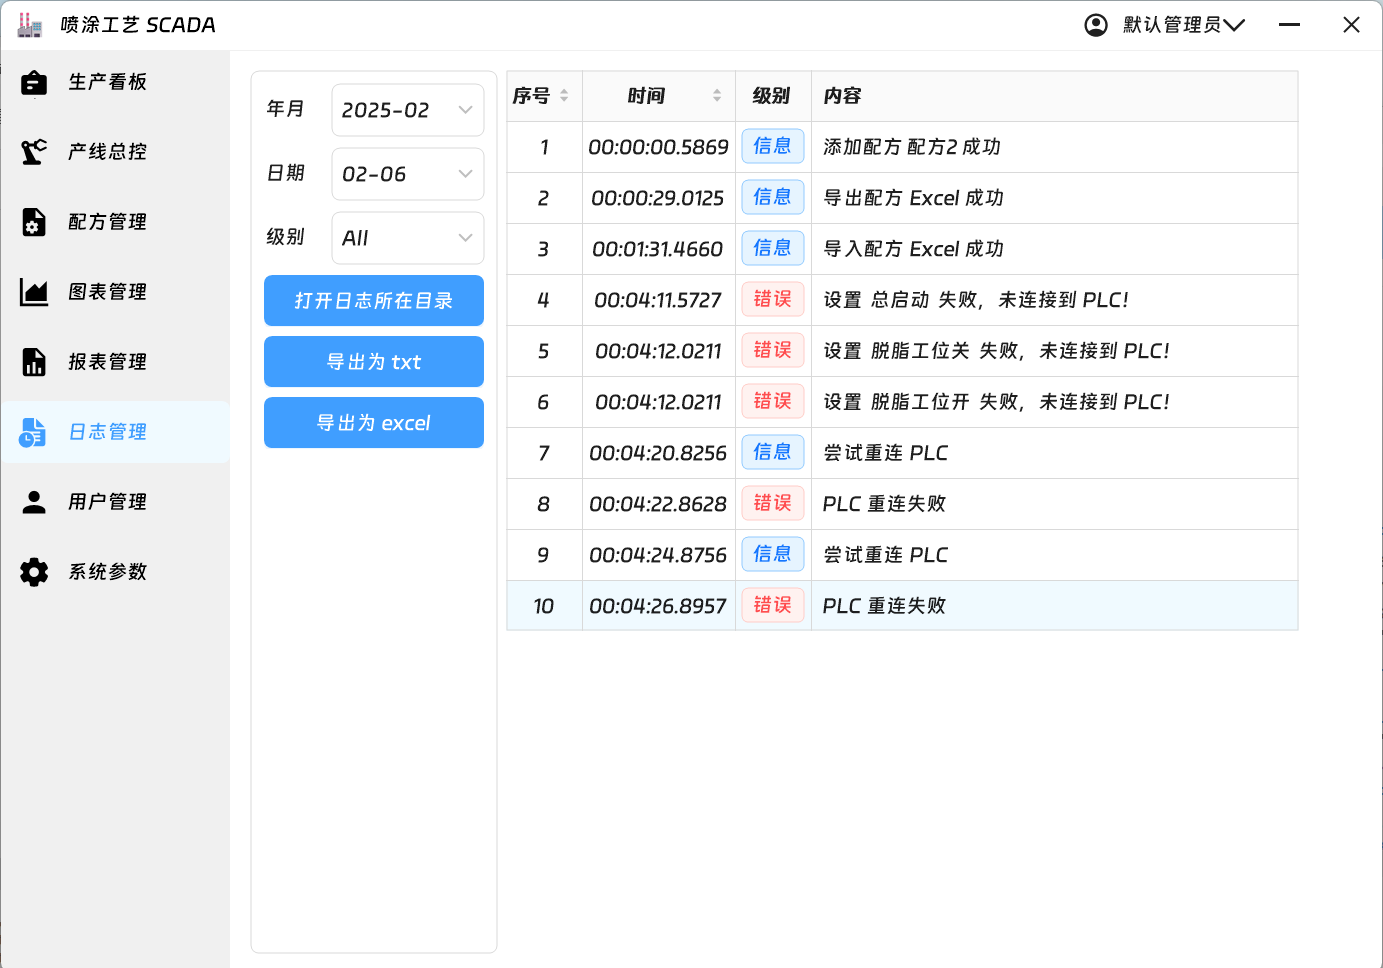 喷涂工艺 SCADA
默认管理员
生产看板
产线总控
配方管理
图表管理
报表管理
日志管理
用户管理
系统参数
年月 2025-02
日期 02-06
级别 All
打开日志所在目录
导出为 txt
导出为 excel
序号 时间 级别 内容
1 00:00:00.5869 信息 添加配方 配方2 成功
2 00:00:29.0125 信息 导出配方 Excel 成功
3 00:01:31.4660 信息 导入配方 Excel 成功
4 00:04:11.5727 错误 设置 总启动 失败，未连接到 PLC!
5 00:04:12.0211 错误 设置 脱脂工位关 失败，未连接到 PLC!
6 00:04:12.0211 错误 设置 脱脂工位开 失败，未连接到 PLC!
7 00:04:20.8256 信息 尝试重连 PLC
8 00:04:22.8628 错误 PLC 重连失败
9 00:04:24.8756 信息 尝试重连 PLC
10 00:04:26.8957 错误 PLC 重连失败